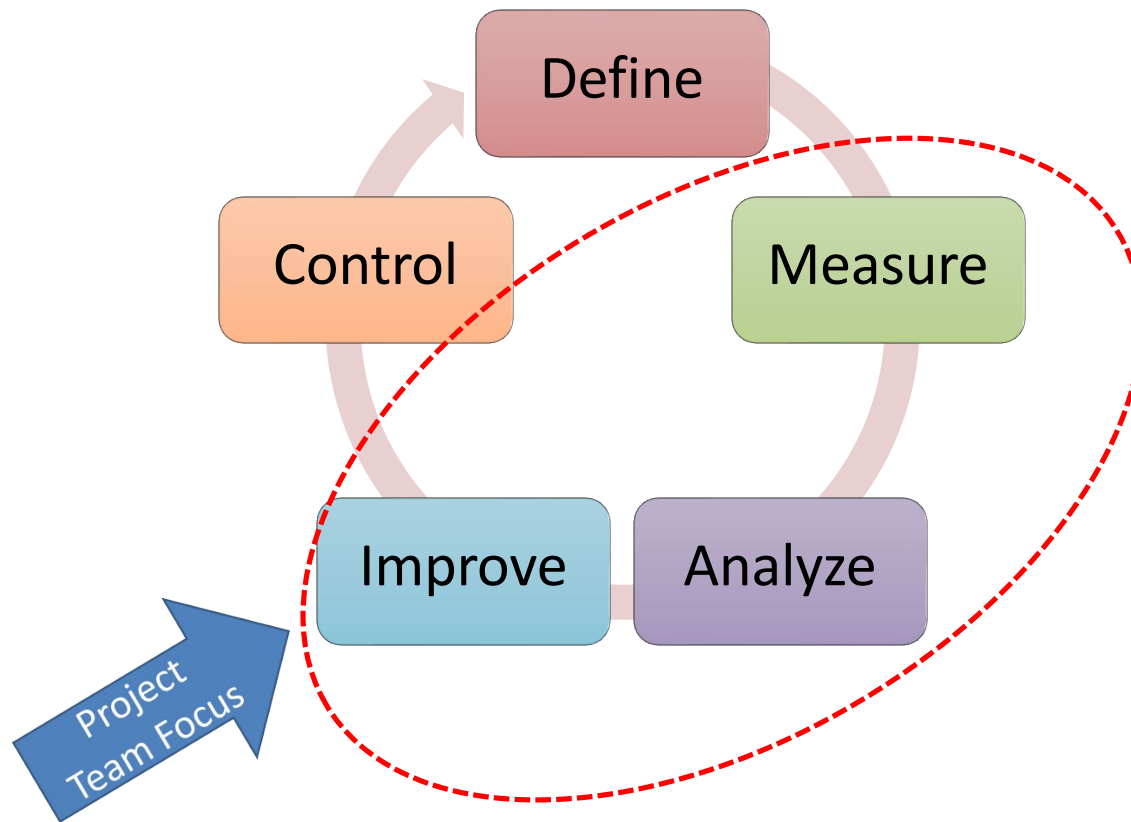 Define
Measure
Analyze
Improve
Control
Project
Team Focus